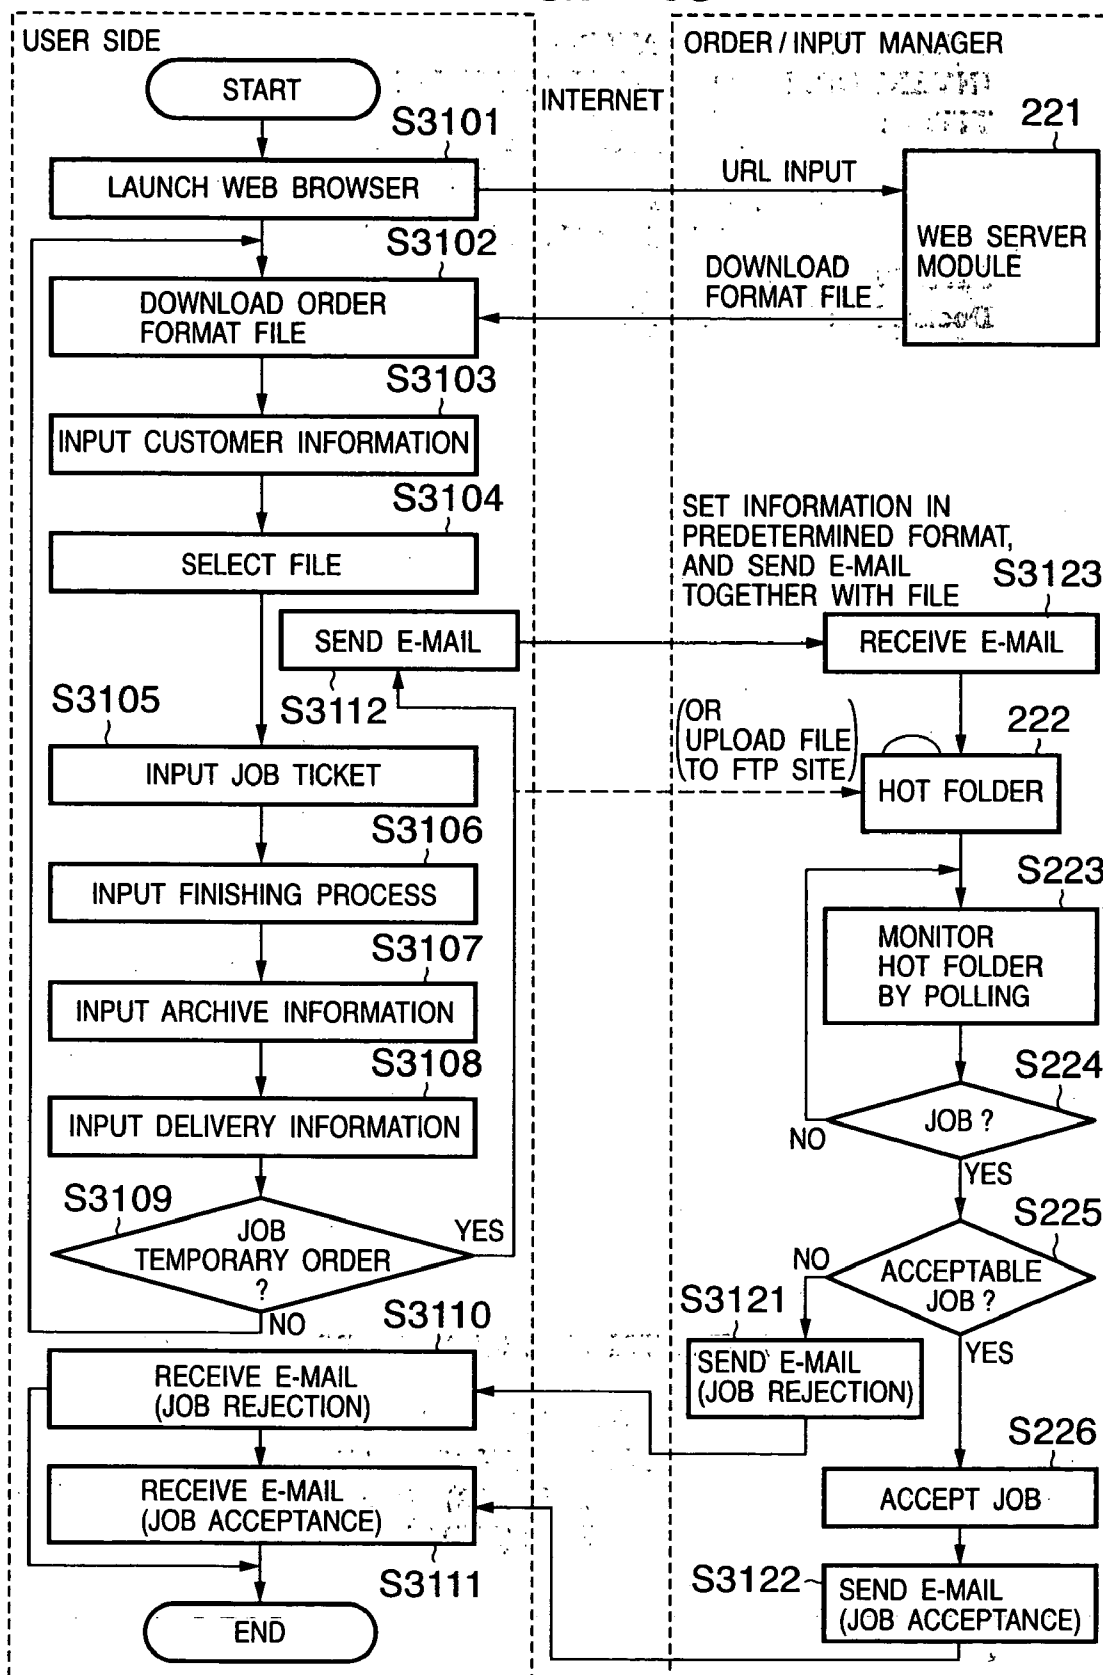 USER SIDE
START
S3101
LAUNCH WEB BROWSER
S3102
DOWNLOAD ORDER
FORMAT FILE
S3103
INPUT CUSTOMER INFORMATION
S3104
SELECT FILE
SEND E-MAIL
S3112
S3105
INPUT JOB TICKET
S3106
INPUT FINISHING PROCESS
S3107
INPUT ARCHIVE INFORMATION
S3108
INPUT DELIVERY INFORMATION
S3109
JOB
TEMPORARY ORDER
?
YES
NO
S3110
RECEIVE E-MAIL
(JOB REJECTION)
RECEIVE E-MAIL
(JOB ACCEPTANCE)
S3111
END
INTERNET
ORDER / INPUT MANAGER
221
URL INPUT
WEB SERVER
MODULE
DOWNLOAD
FORMAT FILE
SET INFORMATION IN
PREDETERMINED FORMAT,
AND SEND E-MAIL
TOGETHER WITH FILE
S3123
RECEIVE E-MAIL
(OR
UPLOAD FILE
TO FTP SITE)
222
HOT FOLDER
S223
MONITOR
HOT FOLDER
BY POLLING
S224
JOB ?
NO
YES
S225
ACCEPTABLE
JOB ?
NO
YES
S3121
SEND E-MAIL
(JOB REJECTION)
S226
ACCEPT JOB
S3122
SEND E-MAIL
(JOB ACCEPTANCE)